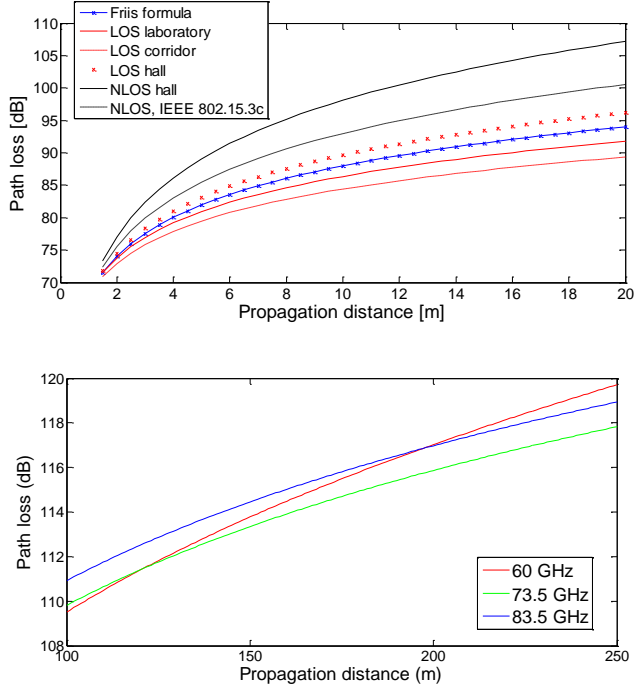 110
105
100
95
90
85
80
75
70
Path loss [dB]
Friis formula
LOS laboratory
LOS corridor
LOS hall
NLOS hall
NLOS, IEEE 802.15.3c
0 2 4 6 8 10 12 14 16 18 20
Propagation distance [m]
120
118
116
114
112
110
108
Path loss (dB)
60 GHz
73.5 GHz
83.5 GHz
100 150 200 250
Propagation distance (m)